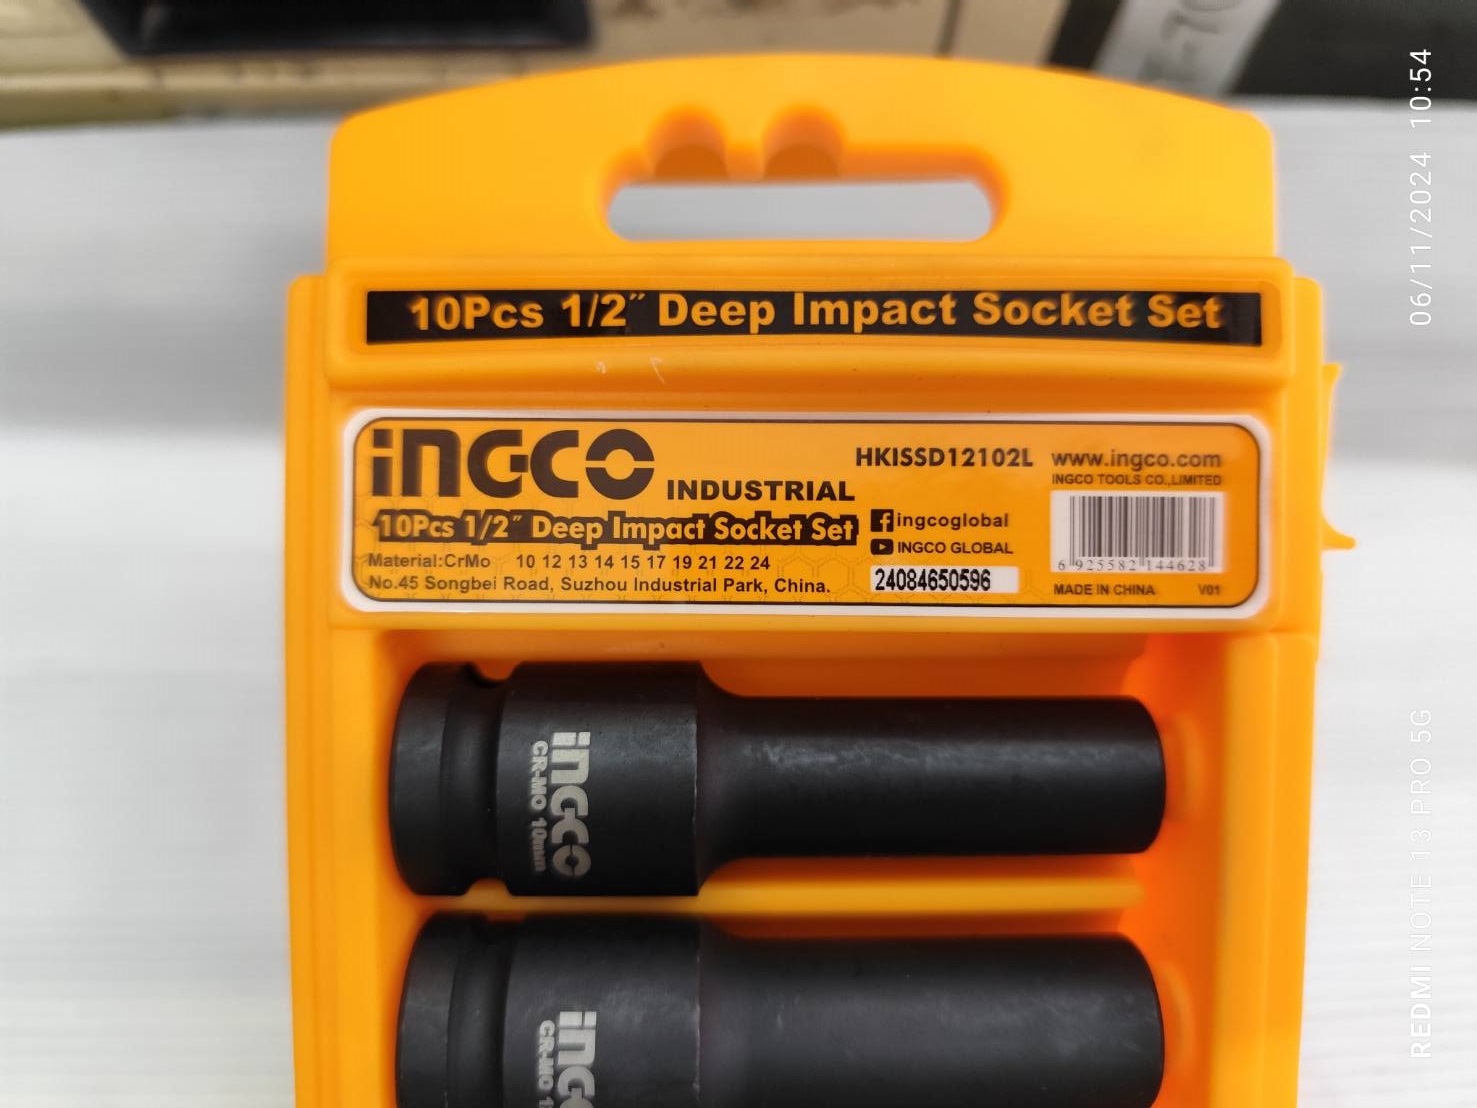 10Pcs 1/2" Deep Impact Socket Set
INGCO INDUSTRIAL
HKISSD12102L
www.ingco.com
INGCO TOOLS CO.,LIMITED
10Pcs 1/2" Deep Impact Socket Set
ingcoglobal
INGCO GLOBAL
Material:CrMo 10 12 13 14 15 17 19 21 22 24
No.45 Songbei Road, Suzhou Industrial Park, China.
24084650596
6 925582 144628
MADE IN CHINA
V01
INGCO
CR-MO 10mm
INGCO
CR-MO
06/11/2024 10:54
REDMI NOTE 13 PRO 5G